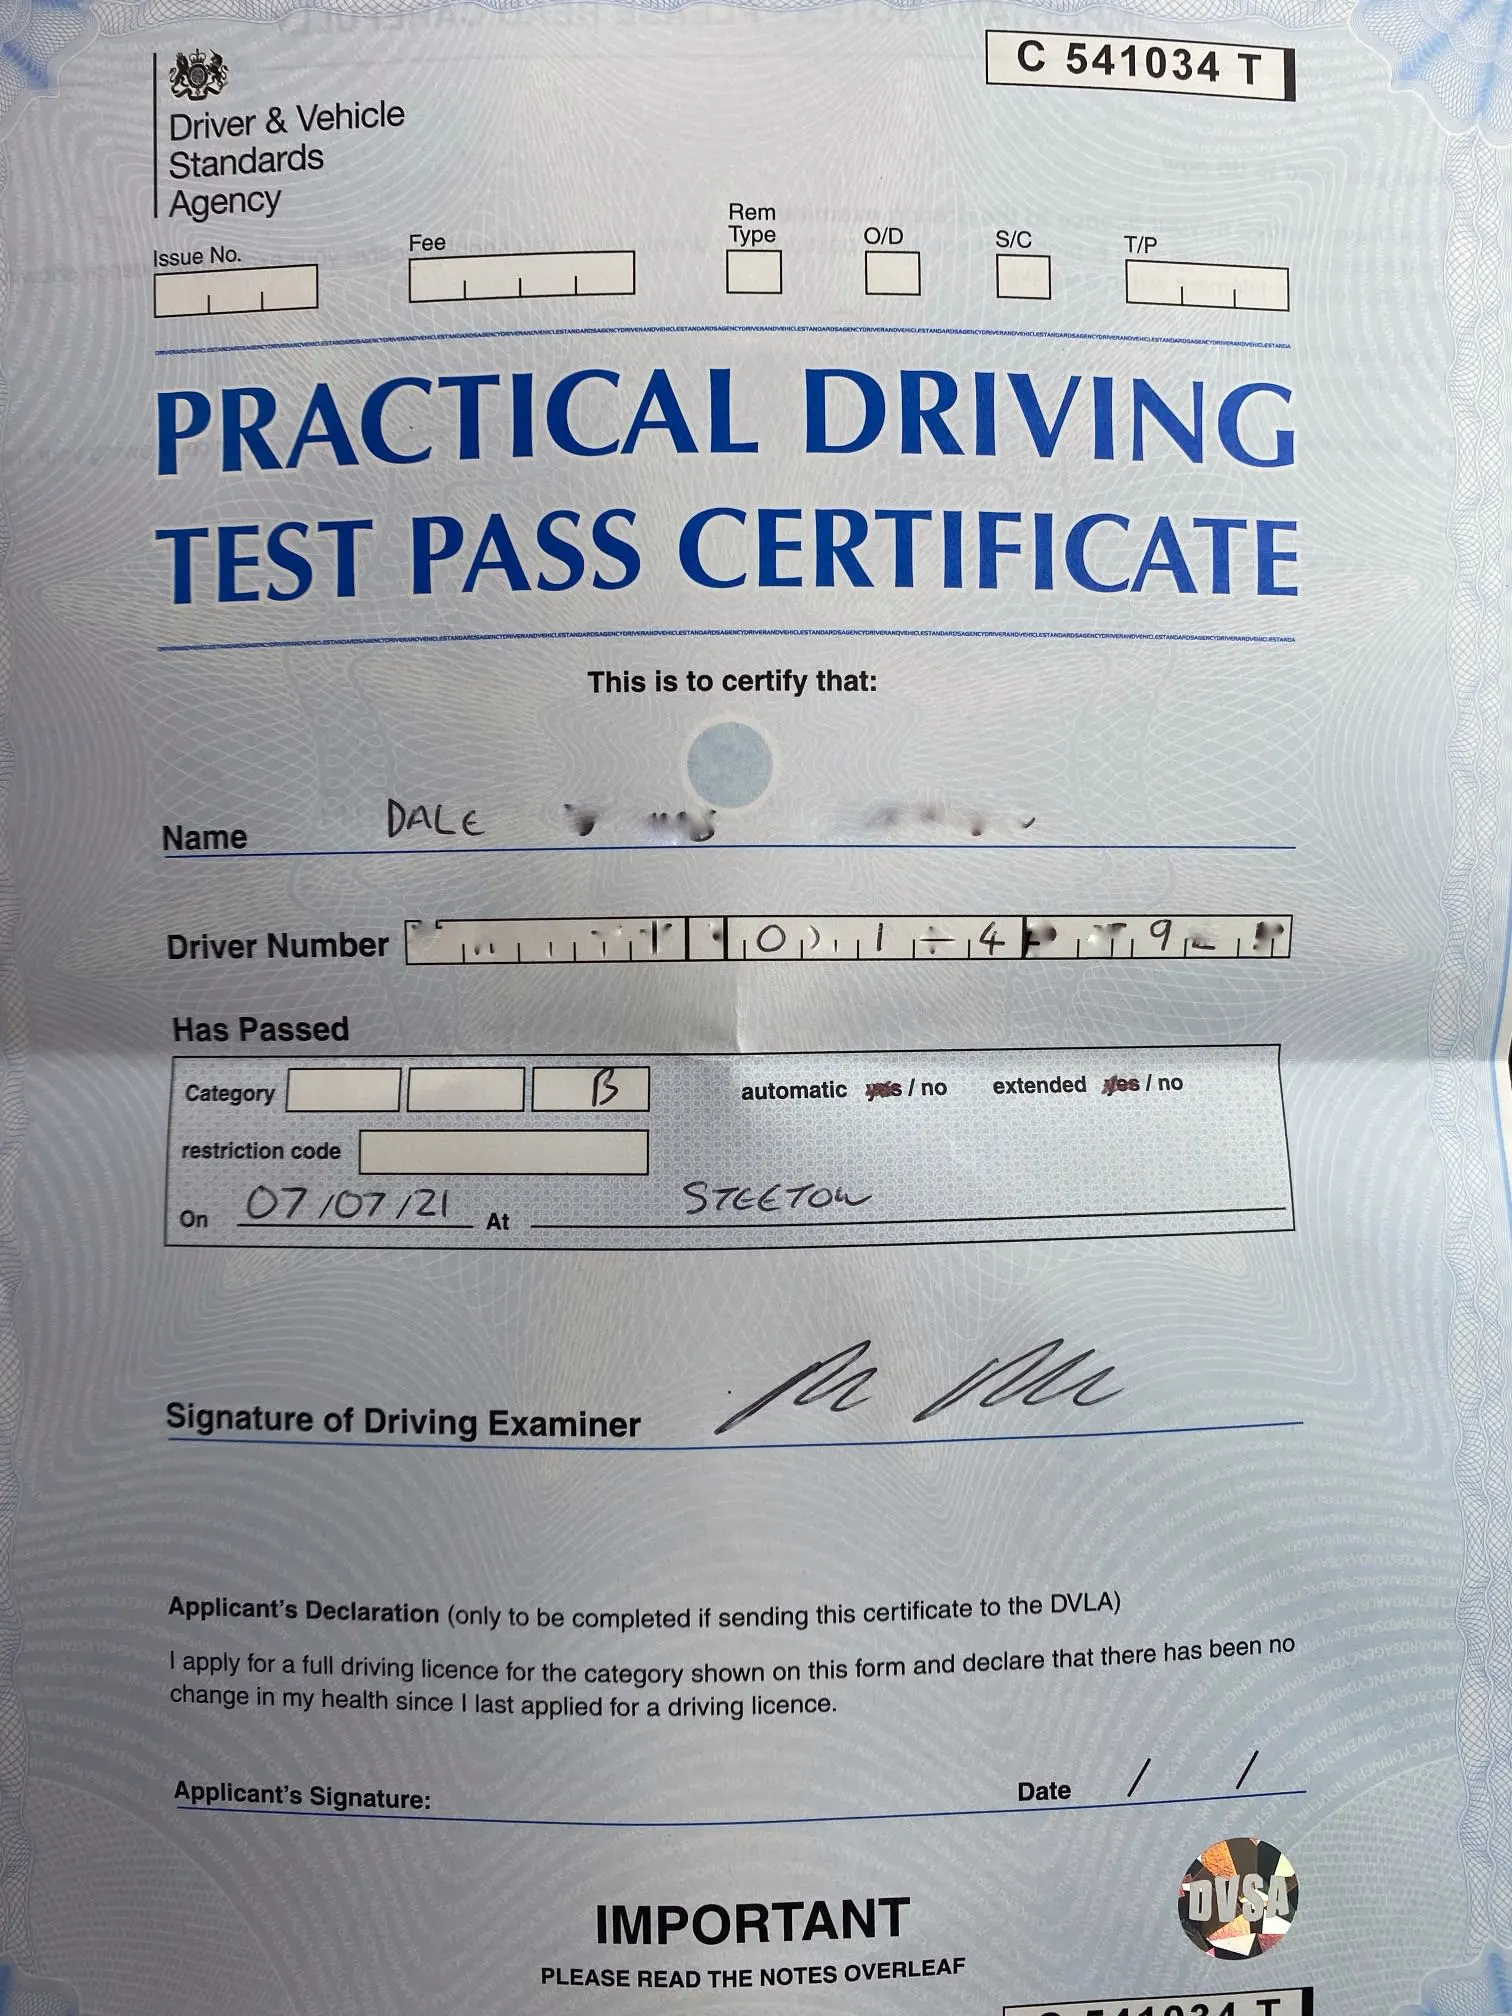 C 541034 T
Driver & Vehicle
Standards
Agency
Issue No.
Fee
Rem
Type
O/D
S/C
T/P
PRACTICAL DRIVING
TEST PASS CERTIFICATE
This is to certify that:
Name DALE
Driver Number
Has Passed
Category B automatic yes / no extended yes / no
restriction code
On 07/07/21 At STEETON
Signature of Driving Examiner
Applicant's Declaration (only to be completed if sending this certificate to the DVLA)
I apply for a full driving licence for the category shown on this form and declare that there has been no
change in my health since I last applied for a driving licence.
Applicant's Signature: Date / /
DVSA
IMPORTANT
PLEASE READ THE NOTES OVERLEAF